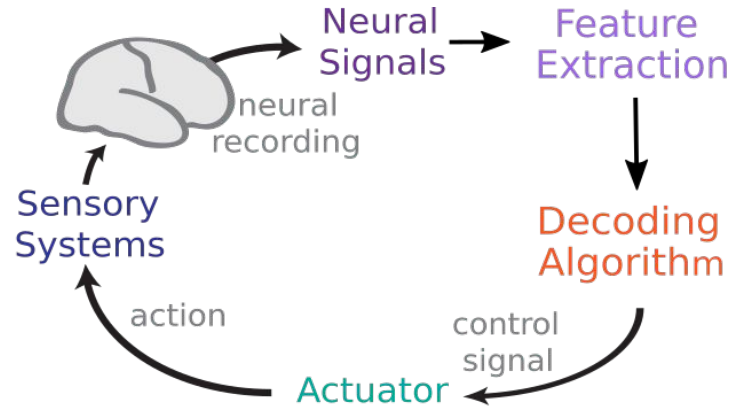 Neural
Signals
Feature
Extraction
neural
recording
Sensory
Systems
Decoding
Algorithm
action
control
signal
Actuator